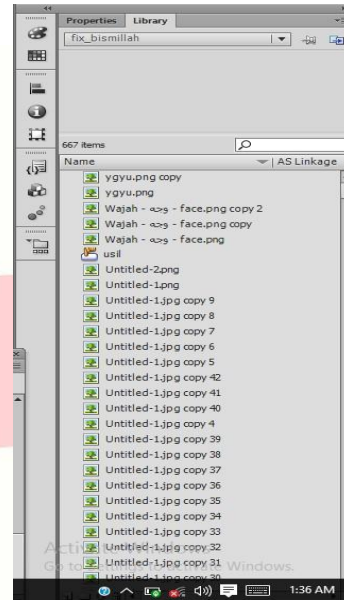 Properties Library
fix_bismillah
667 items
Name AS Linkage
ygyu.png copy
ygyu.png
Wajah - وجه - face.png copy 2
Wajah - وجه - face.png copy
Wajah - وجه - face.png
usil
Untitled-2.png
Untitled-1.png
Untitled-1.jpg copy 9
Untitled-1.jpg copy 8
Untitled-1.jpg copy 7
Untitled-1.jpg copy 6
Untitled-1.jpg copy 5
Untitled-1.jpg copy 42
Untitled-1.jpg copy 41
Untitled-1.jpg copy 40
Untitled-1.jpg copy 4
Untitled-1.jpg copy 39
Untitled-1.jpg copy 38
Untitled-1.jpg copy 37
Untitled-1.jpg copy 36
Untitled-1.jpg copy 35
Untitled-1.jpg copy 34
Untitled-1.jpg copy 33
Untitled-1.jpg copy 32
Activate Windows
Untitled-1.jpg copy 31
Go to Settings to activate Windows.
Untitled-1.jpg copy 30
1:36 AM